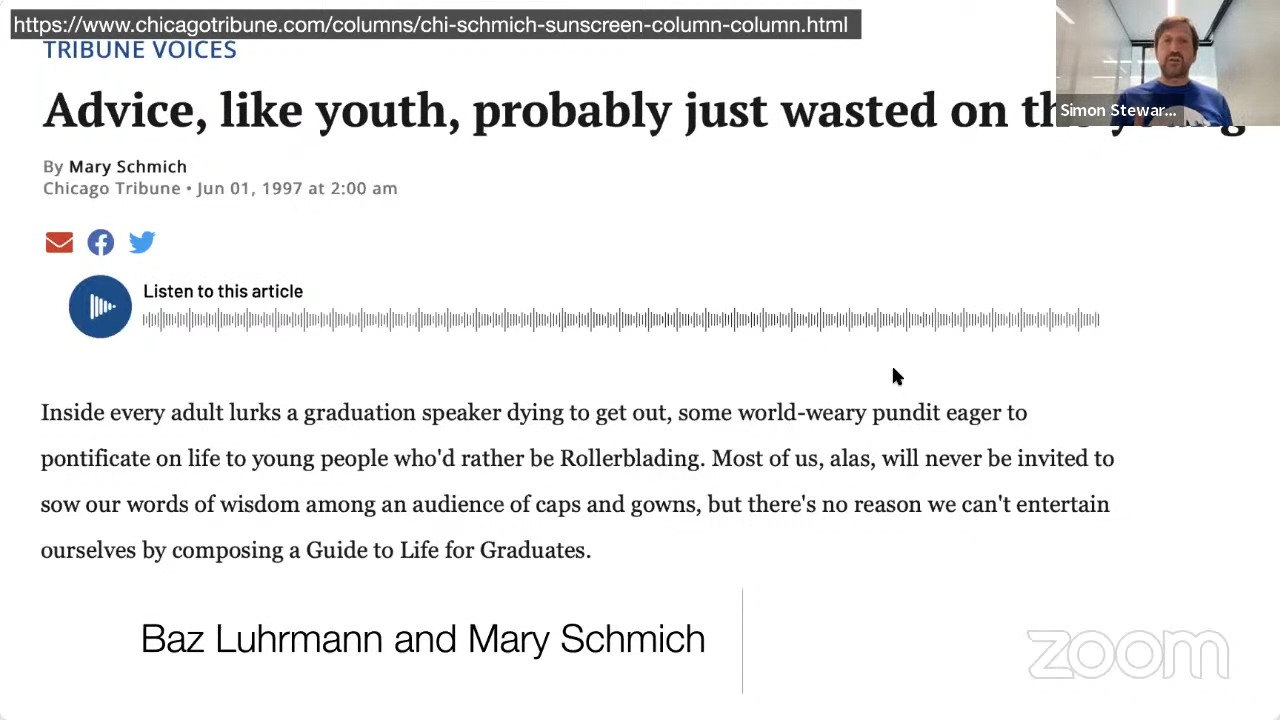 https://www.chicagotribune.com/columns/chi-schmich-sunscreen-column-column.html
TRIBUNE VOICES
Advice, like youth, probably just wasted on the young
Simon Stewar...
By Mary Schmich
Chicago Tribune • Jun 01, 1997 at 2:00 am
Listen to this article
Inside every adult lurks a graduation speaker dying to get out, some world-weary pundit eager to
pontificate on life to young people who'd rather be Rollerblading. Most of us, alas, will never be invited to
sow our words of wisdom among an audience of caps and gowns, but there's no reason we can't entertain
ourselves by composing a Guide to Life for Graduates.
Baz Luhrmann and Mary Schmich
zoom